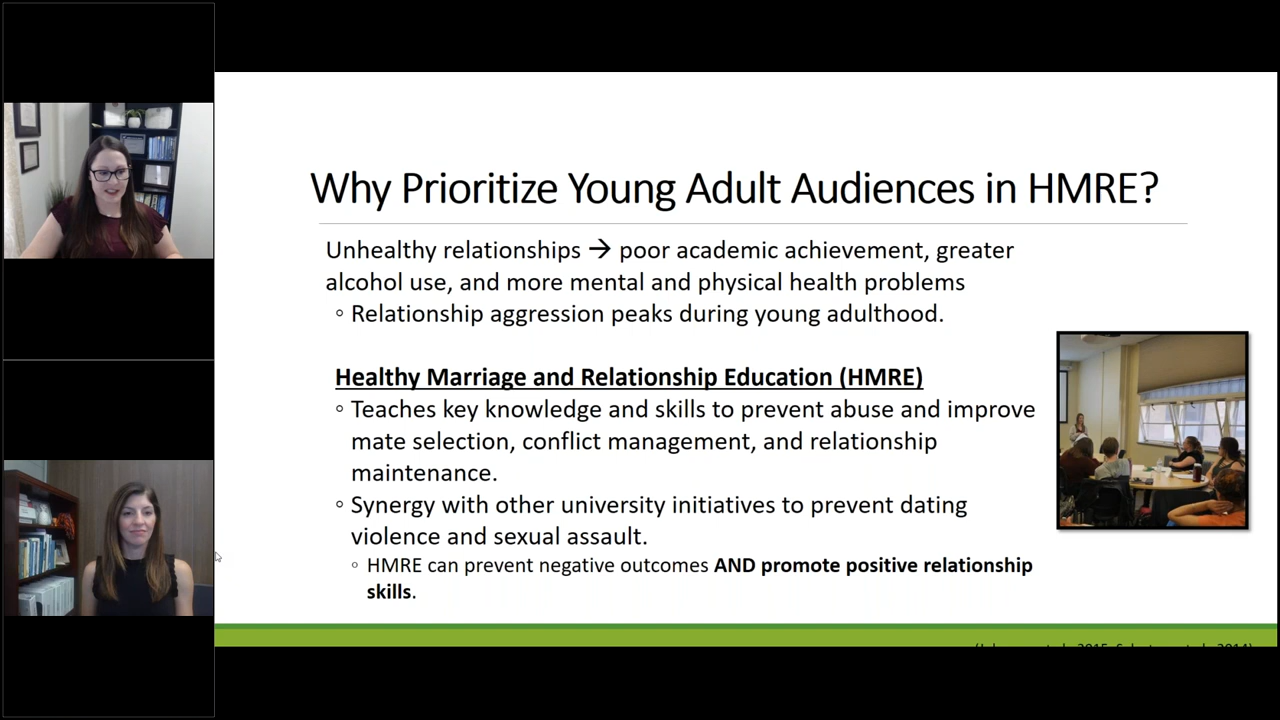 Why Prioritize Young Adult Audiences in HMRE?
Unhealthy relationships → poor academic achievement, greater
alcohol use, and more mental and physical health problems
◦ Relationship aggression peaks during young adulthood.
Healthy Marriage and Relationship Education (HMRE)
◦ Teaches key knowledge and skills to prevent abuse and improve
mate selection, conflict management, and relationship
maintenance.
◦ Synergy with other university initiatives to prevent dating
violence and sexual assault.
◦ HMRE can prevent negative outcomes AND promote positive relationship
skills.